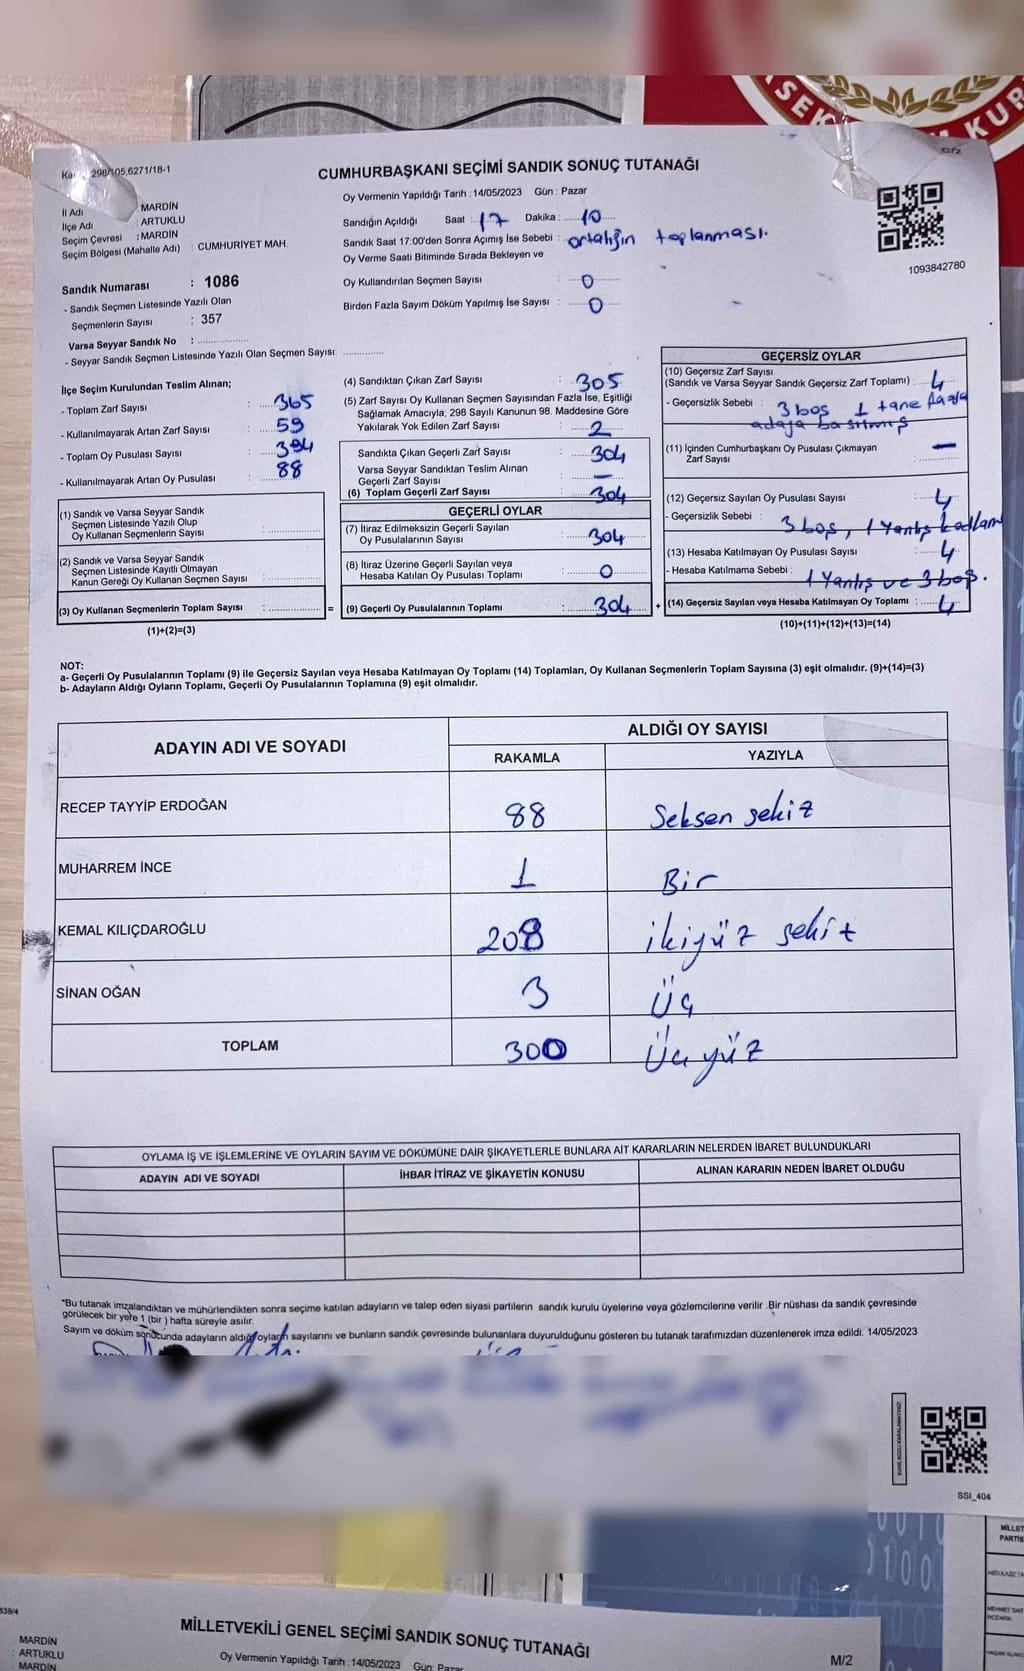 SEK
M KUR
298/105,6271/18-1
CUMHURBAŞKANI SEÇİMİ SANDIK SONUÇ TUTANAĞI
Oy Vermenin Yapıldığı Tarih : 14/05/2023 Gün : Pazar
İl Adı : MARDİN
İlçe Adı : ARTUKLU
Seçim Çevresi : MARDİN
Seçim Bölgesi (Mahalle Adı) : CUMHURİYET MAH.
Sandığın Açıldığı Saat : 17 Dakika : 10
Sandık Saat 17:00'den Sonra Açımış İse Sebebi : ortalığın toplanması.
Oy Verme Saati Bitiminde Sırada Bekleyen ve
Oy Kullandırılan Seçmen Sayısı : 0
Birden Fazla Sayım Döküm Yapılmış İse Sayısı : 0
1093842780
Sandık Numarası : 1086
- Sandık Seçmen Listesinde Yazılı Olan
Seçmenlerin Sayısı : 357
Varsa Seyyar Sandık No :
- Seyyar Sandık Seçmen Listesinde Yazılı Olan Seçmen Sayısı:
İlçe Seçim Kurulundan Teslim Alınan;
- Toplam Zarf Sayısı : 365
- Kullanılmayarak Artan Zarf Sayısı : 59
- Toplam Oy Pusulası Sayısı : 394
- Kullanılmayarak Artan Oy Pusulası : 88
(1) Sandık ve Varsa Seyyar Sandık
Seçmen Listesinde Yazılı Olup
Oy Kullanan Seçmenlerin Sayısı :
(2) Sandık ve Varsa Seyyar Sandık
Seçmen Listesinde Kayıtlı Olmayan
Kanun Gereği Oy Kullanan Seçmen Sayısı :
(3) Oy Kullanan Seçmenlerin Toplam Sayısı : =
(1)+(2)=(3)
(4) Sandıktan Çıkan Zarf Sayısı : 305
(5) Zarf Sayısı Oy Kullanan Seçmen Sayısından Fazla İse, Eşitliği
Sağlamak Amacıyla, 298 Sayılı Kanunun 98. Maddesine Göre
Yakılarak Yok Edilen Zarf Sayısı : 2
Sandıkta Çıkan Geçerli Zarf Sayısı : 304
Varsa Seyyar Sandıktan Teslim Alınan
Geçerli Zarf Sayısı : —
(6) Toplam Geçerli Zarf Sayısı : 304
GEÇERLİ OYLAR
(7) İtiraz Edilmeksizin Geçerli Sayılan
Oy Pusulalarının Sayısı : 304
(8) İtiraz Üzerine Geçerli Sayılan veya
Hesaba Katılan Oy Pusulası Toplamı : 0
(9) Geçerli Oy Pusulalarının Toplamı : 304 +
GEÇERSİZ OYLAR
(10) Geçersiz Zarf Sayısı
(Sandık ve Varsa Seyyar Sandık Geçersiz Zarf Toplamı) : 4
- Geçersizlik Sebebi : 3 boş 1 tane fazla
adaya basılmış
(11) İçinden Cumhurbaşkanı Oy Pusulası Çıkmayan
Zarf Sayısı : —
(12) Geçersiz Sayılan Oy Pusulası Sayısı : 4
- Geçersizlik Sebebi : 3 boş, 1 Yanlış
(13) Hesaba Katılmayan Oy Pusulası Sayısı : 4
- Hesaba Katılmama Sebebi : 1 Yanlış ve 3 boş.
(14) Geçersiz Sayılan veya Hesaba Katılmayan Oy Toplamı : 4
(10)+(11)+(12)+(13)=(14)
NOT:
a- Geçerli Oy Pusulalarının Toplamı (9) ile Geçersiz Sayılan veya Hesaba Katılmayan Oy Toplamı (14) Toplamları, Oy Kullanan Seçmenlerin Toplam Sayısına (3) eşit olmalıdır. (9)+(14)=(3)
b- Adayların Aldığı Oyların Toplamı, Geçerli Oy Pusulalarının Toplamına (9) eşit olmalıdır.
ADAYIN ADI VE SOYADI ALDIĞI OY SAYISI
RAKAMLA YAZIYLA
RECEP TAYYİP ERDOĞAN 88 Seksen sekiz
MUHARREM İNCE 1 Bir
KEMAL KILIÇDAROĞLU 208 ikiyüz sekiz
SİNAN OĞAN 3 Üç
TOPLAM 300 Üçyüz
OYLAMA İŞ VE İŞLEMLERİNE VE OYLARIN SAYIM VE DÖKÜMÜNE DAİR ŞİKAYETLERLE BUNLARA AİT KARARLARIN NELERDEN İBARET BULUNDUKLARI
ADAYIN ADI VE SOYADI İHBAR İTİRAZ VE ŞİKAYETİN KONUSU ALINAN KARARIN NEDEN İBARET OLDUĞU
*Bu tutanak imzalandıktan ve mühürlendikten sonra seçime katılan adayların ve talep eden siyasi partilerin sandık kurulu üyelerine veya gözlemcilerine verilir .Bir nüshası da sandık çevresinde
görülecek bir yere 1 (bir ) hafta süreyle asılır.
Sayım ve döküm sonucunda adayların aldığı oyların sayılarını ve bunların sandık çevresinde bulunanlara duyurulduğunu gösteren bu tutanak tarafımızdan düzenlenerek imza edildi. 14/05/2023
SSI_404
MİLLET
PARTİS
839/4
MİLLETVEKİLİ GENEL SEÇİMİ SANDIK SONUÇ TUTANAĞI
MARDİN
ARTUKLU
MARDİN
Oy Vermenin Yapıldığı Tarih :14/05/2023 Gün: Pazar
M/2